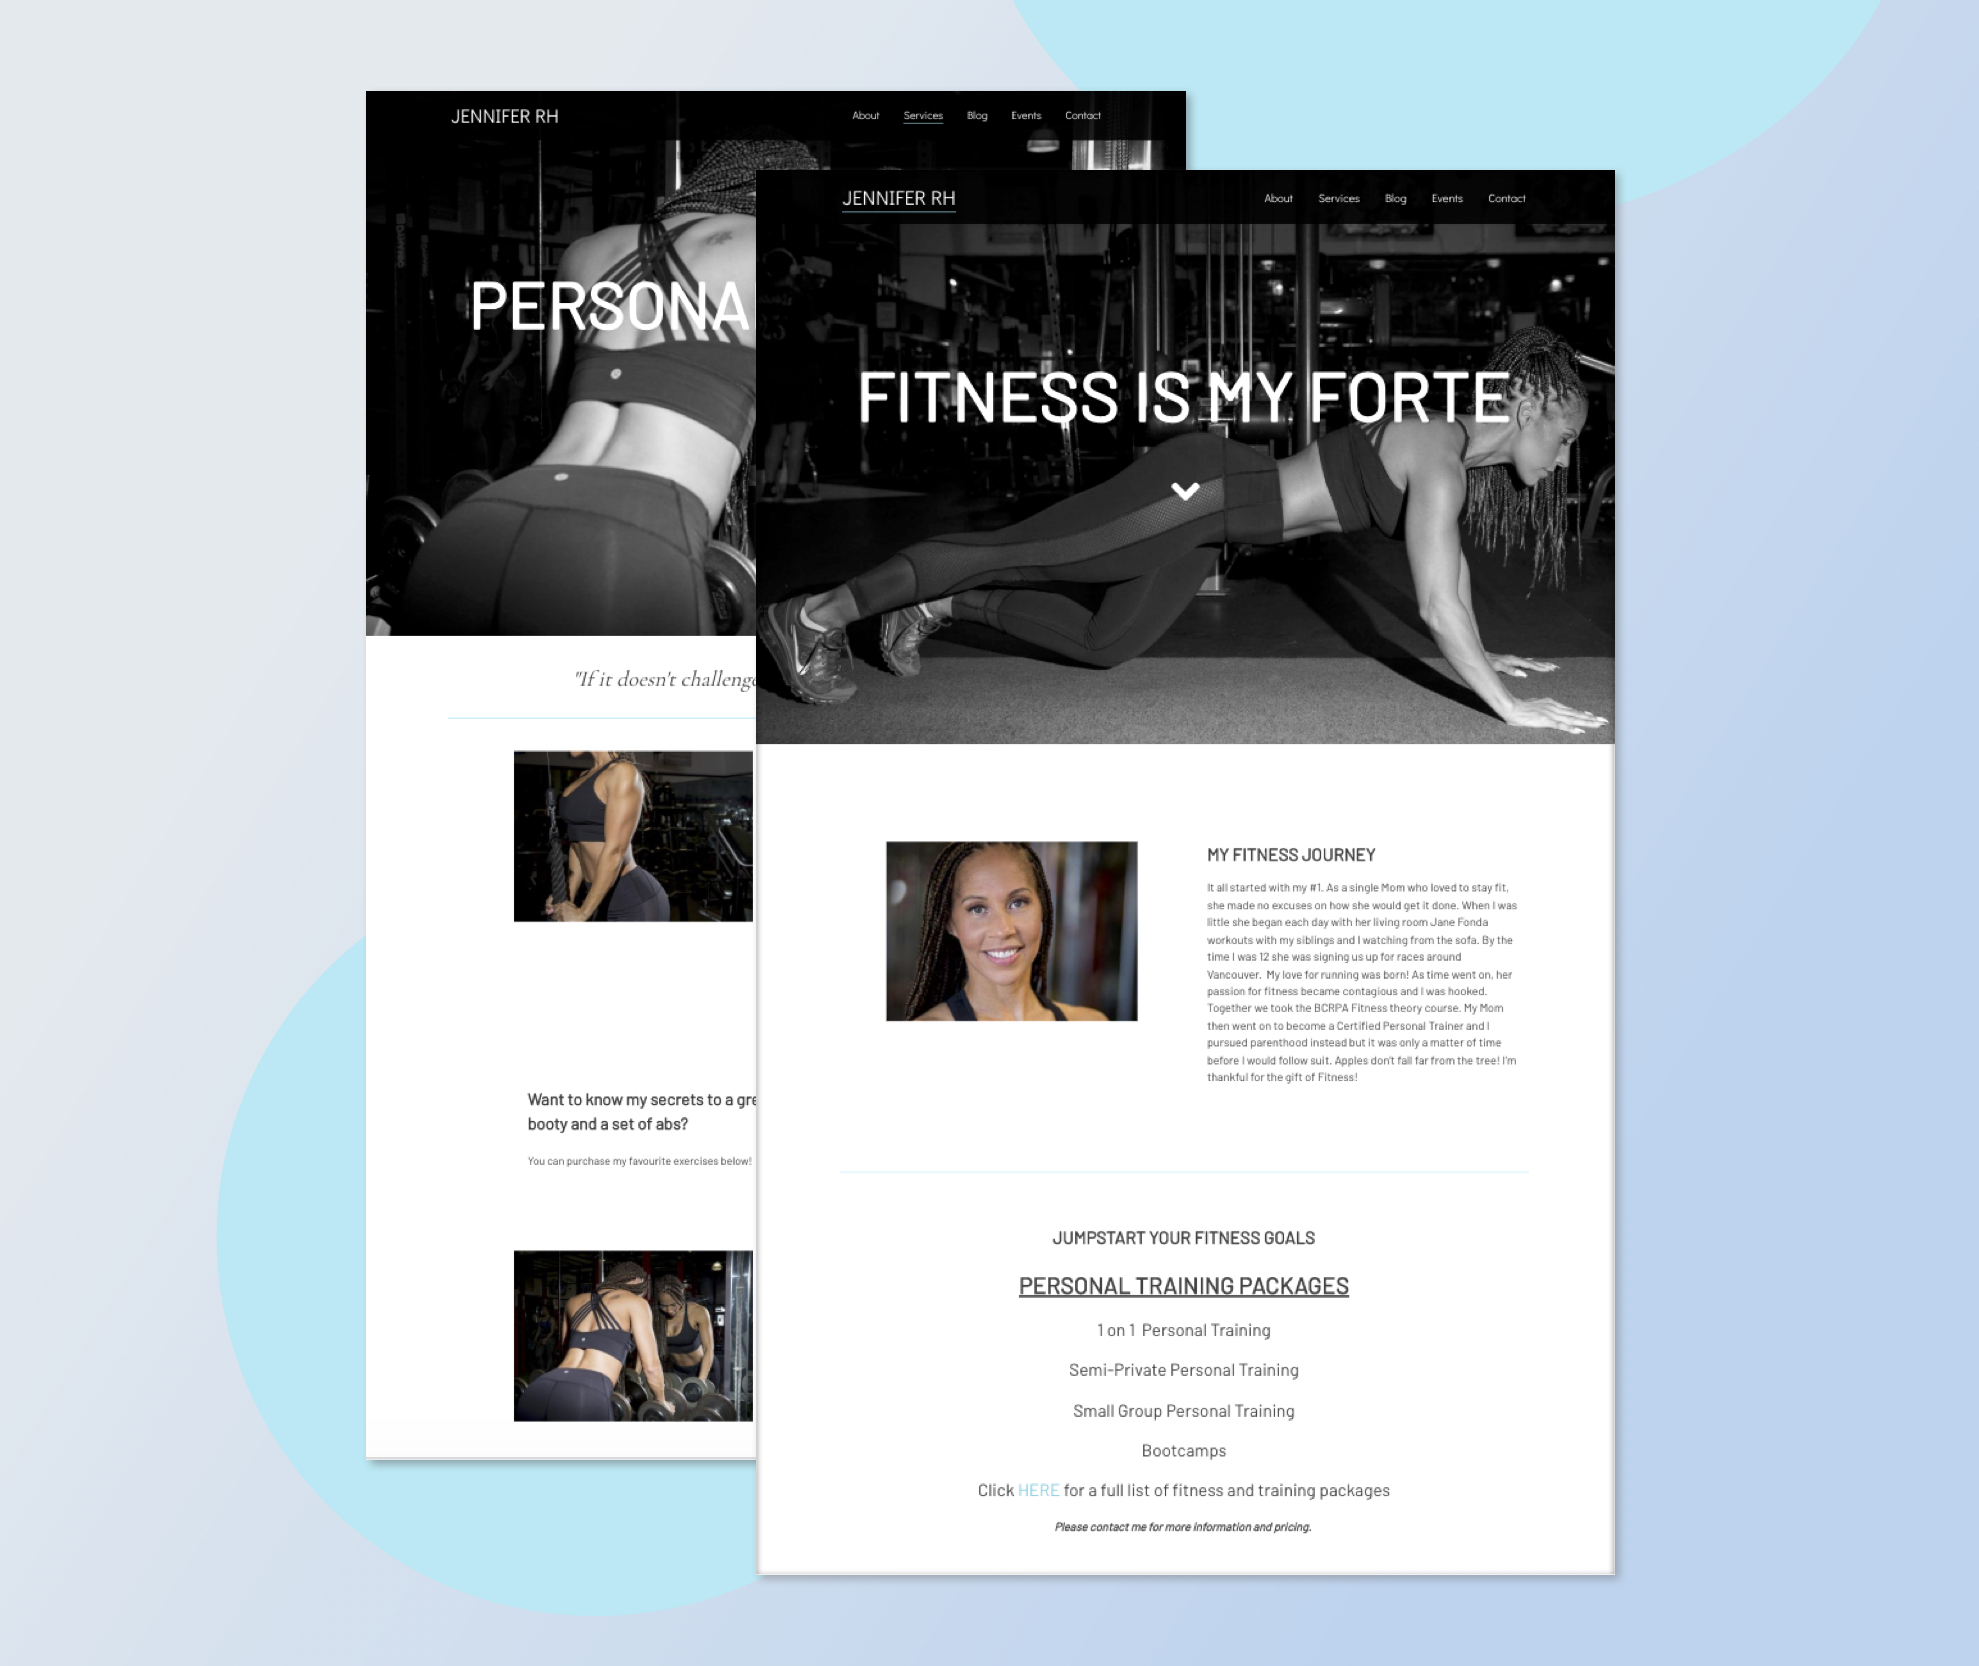 JENNIFER RH
About Services Blog Events Contact
PERSONA
"If it doesn't challenge
Want to know my secrets to a gre
booty and a set of abs?
You can purchase my favourite exercises below!
JENNIFER RH
About Services Blog Events Contact
FITNESS IS MY FORTE
MY FITNESS JOURNEY
It all started with my #1. As a single Mom who loved to stay fit,
she made no excuses on how she would get it done. When I was
little she began each day with her living room Jane Fonda
workouts with my siblings and I watching from the sofa. By the
time I was 12 she was signing us up for races around
Vancouver. My love for running was born! As time went on, her
passion for fitness became contagious and I was hooked.
Together we took the BCRPA Fitness theory course. My Mom
then went on to become a Certified Personal Trainer and I
pursued parenthood instead but it was only a matter of time
before I would follow suit. Apples don't fall far from the tree! I'm
thankful for the gift of Fitness!
JUMPSTART YOUR FITNESS GOALS
PERSONAL TRAINING PACKAGES
1 on 1 Personal Training
Semi-Private Personal Training
Small Group Personal Training
Bootcamps
Click HERE for a full list of fitness and training packages
Please contact me for more information and pricing.